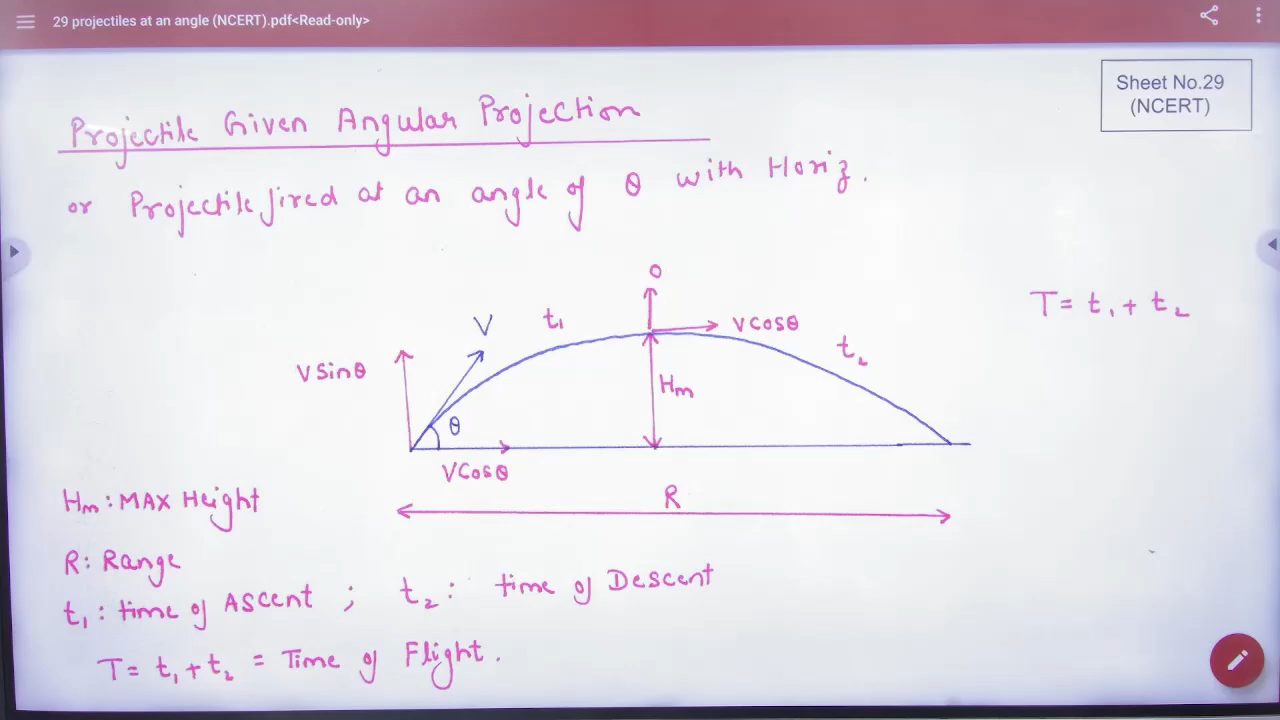 29 projectiles at an angle (NCERT).pdf<Read-only>
Sheet No.29
(NCERT)
Projectile Given Angular Projection
or Projectile fired at an angle of θ with Horiz.
0
T= t₁ + t₂
V
t₁
VCosθ
t₂
VSinθ
Hm
θ
VCosθ
R
Hm : MAX Height
R: Range
t₁ : time of ASCent ; t₂ : time of DEScent
T= t₁ + t₂ = Time of Flight.